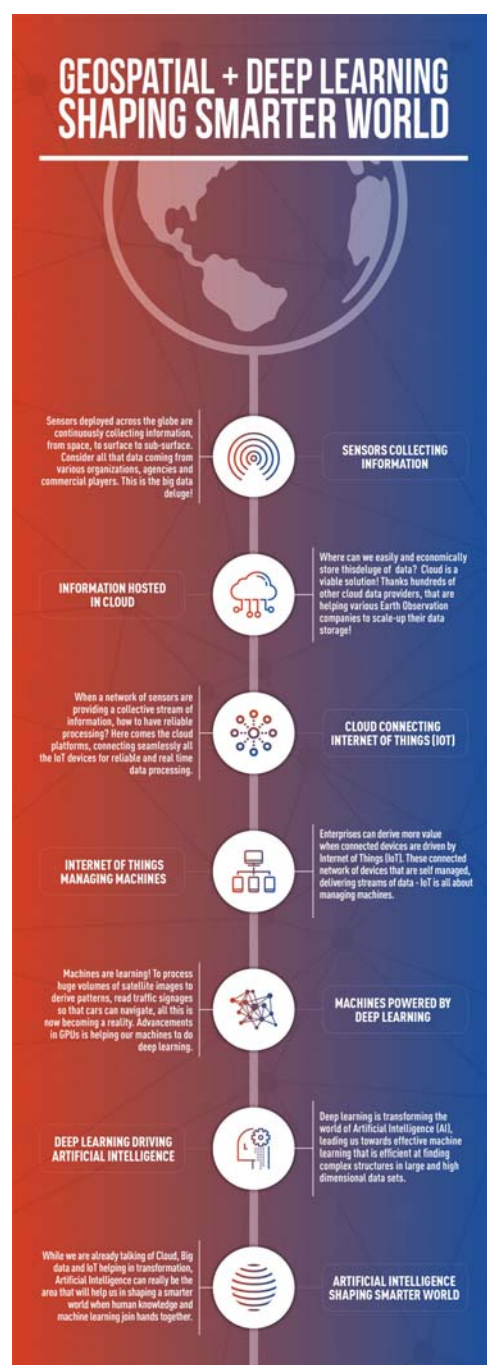 GEOSPATIAL + DEEP LEARNING
SHAPING SMARTER WORLD
Sensors deployed across the globe are
continuously collecting information,
from space, to surface to sub-surface.
Consider all that data coming from
various organizations, agencies and
commercial players. This is the big data
deluge!
SENSORS COLLECTING
INFORMATION
INFORMATION HOSTED
IN CLOUD
Where can we easily and economically
store thisdeluge of data? Cloud is a
viable solution! Thanks hundreds of
other cloud data providers, that are
helping various Earth Observation
companies to scale-up their data
storage!
When a network of sensors are
providing a collective stream of
information, how to have reliable
processing? Here comes the cloud
platforms, connecting seamlessly all
the IoT devices for reliable and real time
data processing.
CLOUD CONNECTING
INTERNET OF THINGS (IOT)
INTERNET OF THINGS
MANAGING MACHINES
Enterprises can derive more value
when connected devices are driven by
Internet of Things (IoT). These connected
network of devices that are self managed,
delivering streams of data - IoT is all about
managing machines.
Machines are learning! To process
huge volumes of satellite images to
derive patterns, read traffic signages
so that cars can navigate, all this is
now becoming a reality. Advancements
in GPUs is helping our machines to do
deep learning.
MACHINES POWERED BY
DEEP LEARNING
DEEP LEARNING DRIVING
ARTIFICIAL INTELLIGENCE
Deep learning is transforming the
world of Artificial Intelligence (AI),
leading us towards effective machine
learning that is efficient at finding
complex structures in large and high
dimensional data sets.
While we are already talking of Cloud, Big
data and IoT helping in transformation,
Artificial Intelligence can really be the
area that will help us in shaping a smarter
world when human knowledge and
machine learning join hands together.
ARTIFICIAL INTELLIGENCE
SHAPING SMARTER WORLD